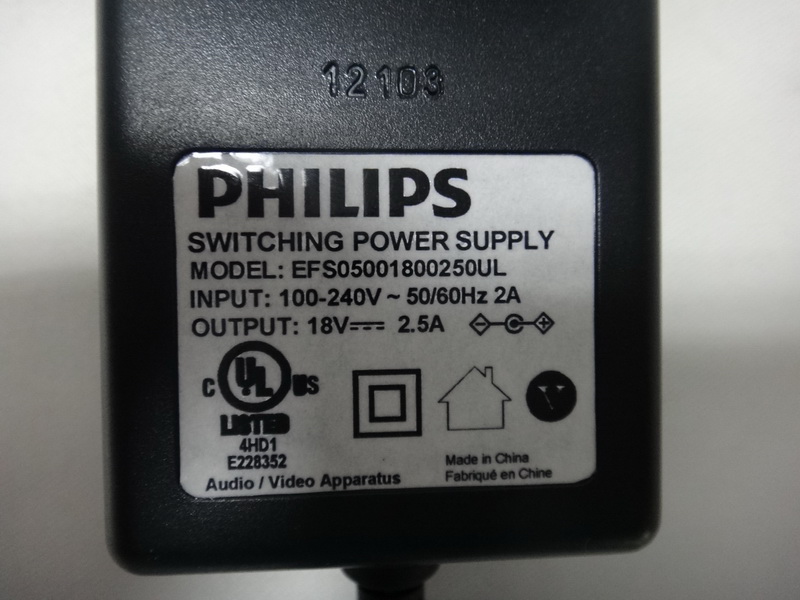 12103
PHILIPS
SWITCHING POWER SUPPLY
MODEL: EFS05001800250UL
INPUT: 100-240V ~ 50/60Hz 2A
OUTPUT: 18V⎓ 2.5A
C UL US
LISTED
4HD1
E228352
V
Audio / Video Apparatus
Made in China
Fabriqué en Chine